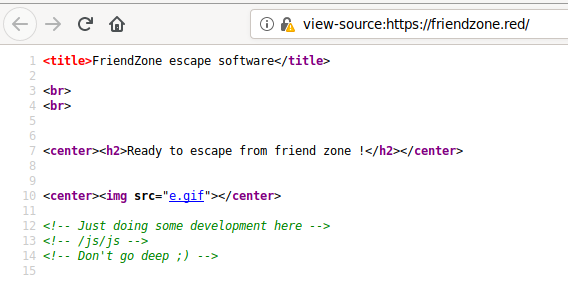 view-source:https://friendzone.red/
1 <title>FriendZone escape software</title>
2
3 <br>
4 <br>
5
6
7 <center><h2>Ready to escape from friend zone !</h2></center>
8
9
10 <center><img src="e.gif"></center>
11
12 <!-- Just doing some development here -->
13 <!-- /js/js -->
14 <!-- Don't go deep ;) -->
15